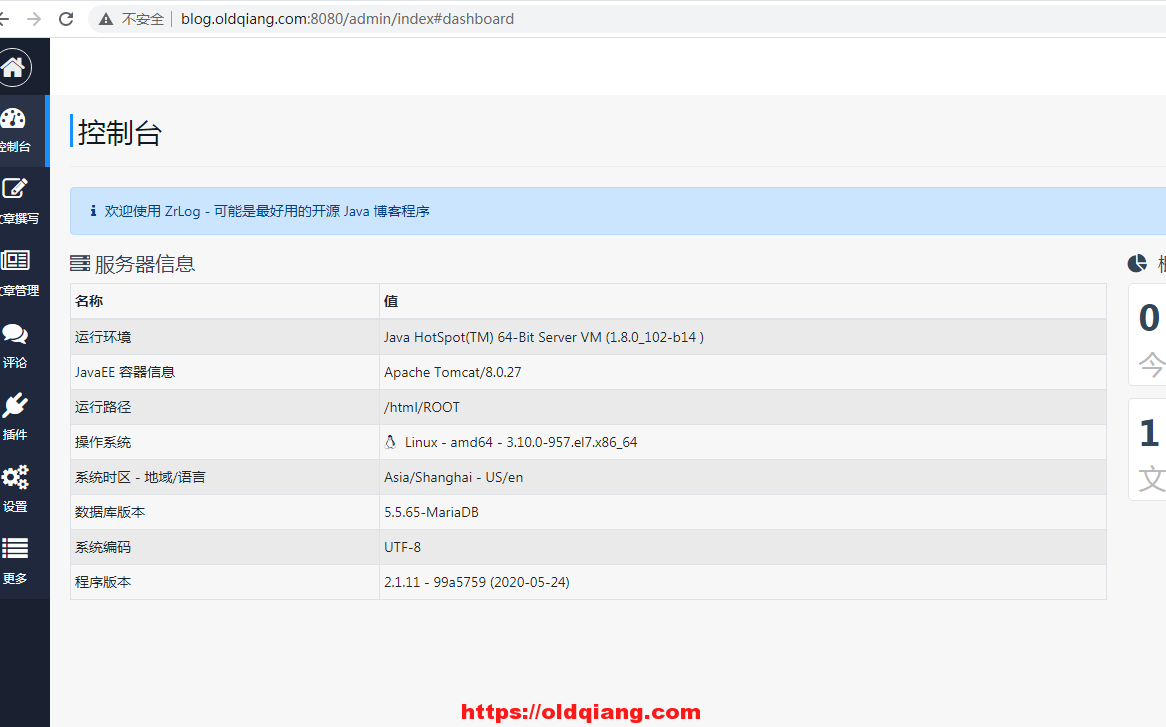 不安全 | blog.oldqiang.com:8080/admin/index#dashboard
控制台
文章撰写
文章管理
评论
插件
设置
更多
控制台
欢迎使用 ZrLog - 可能是最好用的开源 Java 博客程序
服务器信息
名称 值
运行环境 Java HotSpot(TM) 64-Bit Server VM (1.8.0_102-b14 )
JavaEE 容器信息 Apache Tomcat/8.0.27
运行路径 /html/ROOT
操作系统 Linux - amd64 - 3.10.0-957.el7.x86_64
系统时区 - 地域/语言 Asia/Shanghai - US/en
数据库版本 5.5.65-MariaDB
系统编码 UTF-8
程序版本 2.1.11 - 99a5759 (2020-05-24)
0
今
1
文
https://oldqiang.com